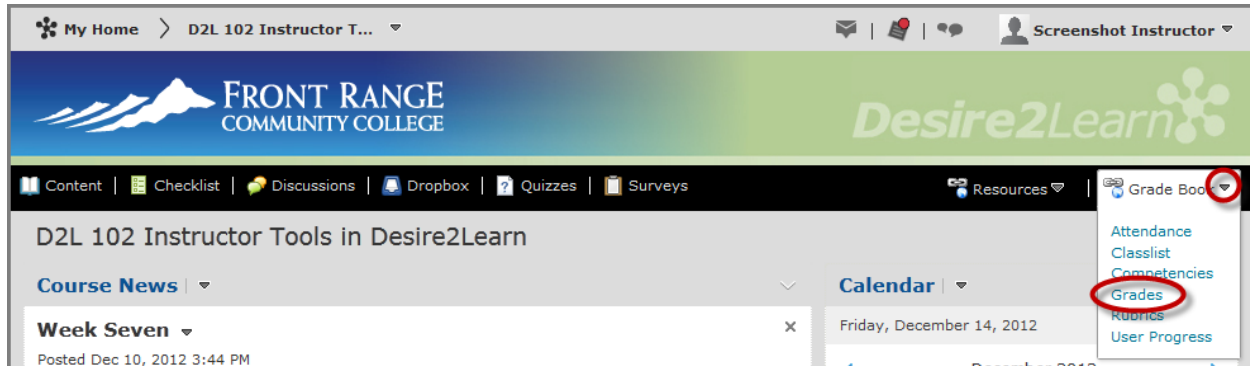 My Home D2L 102 Instructor T... Screenshot Instructor
FRONT RANGE
COMMUNITY COLLEGE
Desire2Learn
Content | Checklist | Discussions | Dropbox | Quizzes | Surveys Resources | Grade Book
Attendance
Classlist
Competencies
Grades
Rubrics
User Progress
D2L 102 Instructor Tools in Desire2Learn
Course News
Week Seven
Posted Dec 10, 2012 3:44 PM
Calendar
Friday, December 14, 2012
December 2012